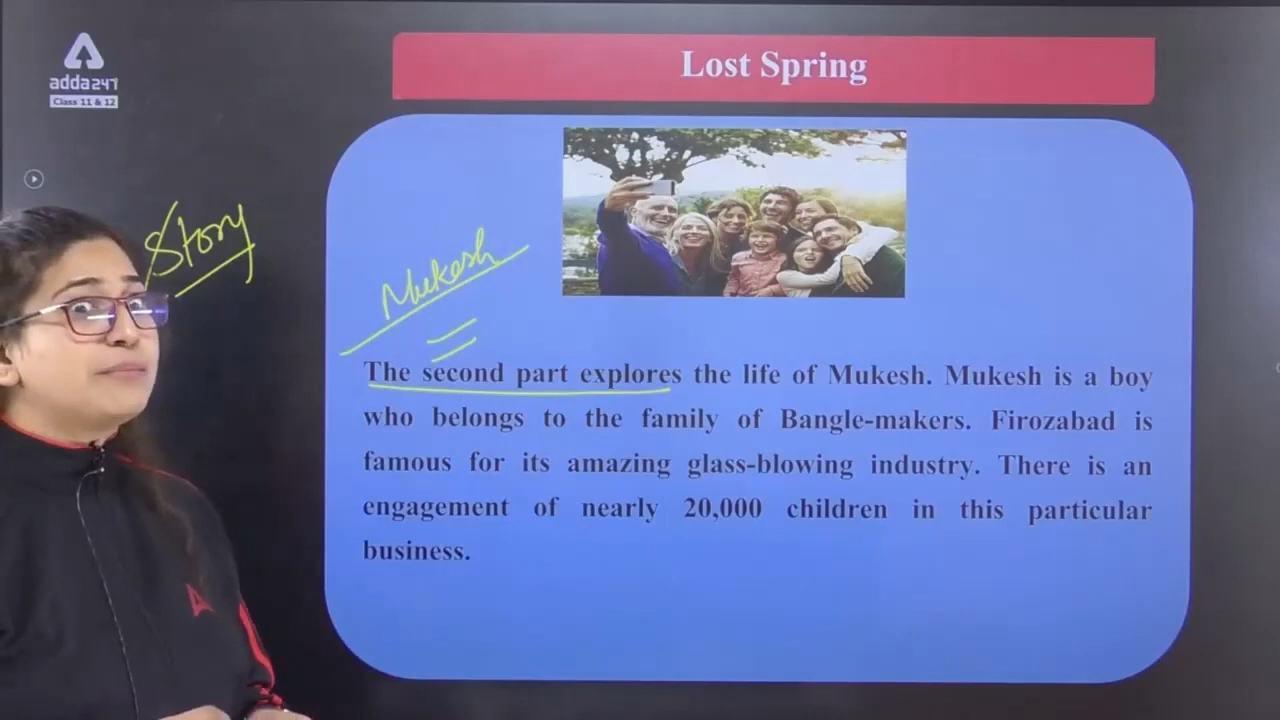 adda247
Class 11 & 12
Lost Spring
Story
Mukesh
The second part explores the life of Mukesh. Mukesh is a boy
who belongs to the family of Bangle-makers. Firozabad is
famous for its amazing glass-blowing industry. There is an
engagement of nearly 20,000 children in this particular
business.